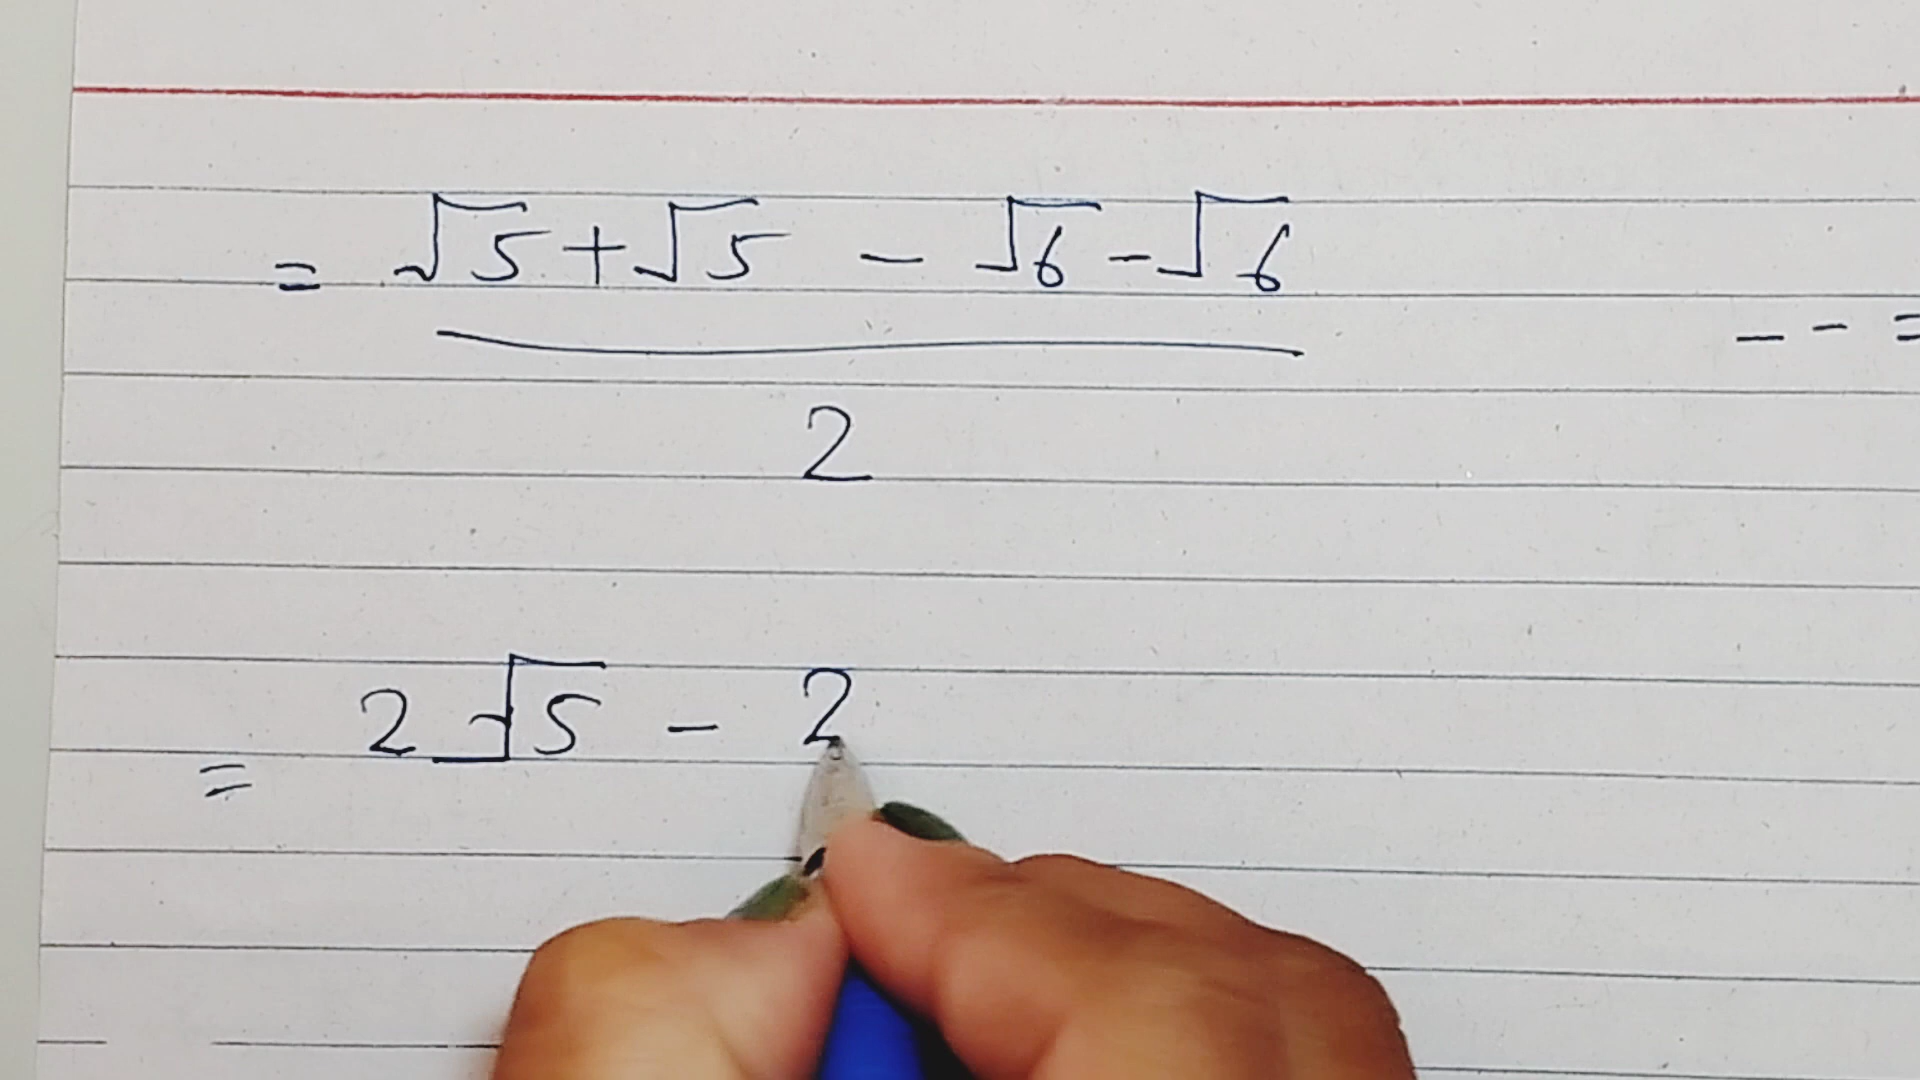 = √5 + √5 - √6 - √6
2
-- =
= 2√5 - 2